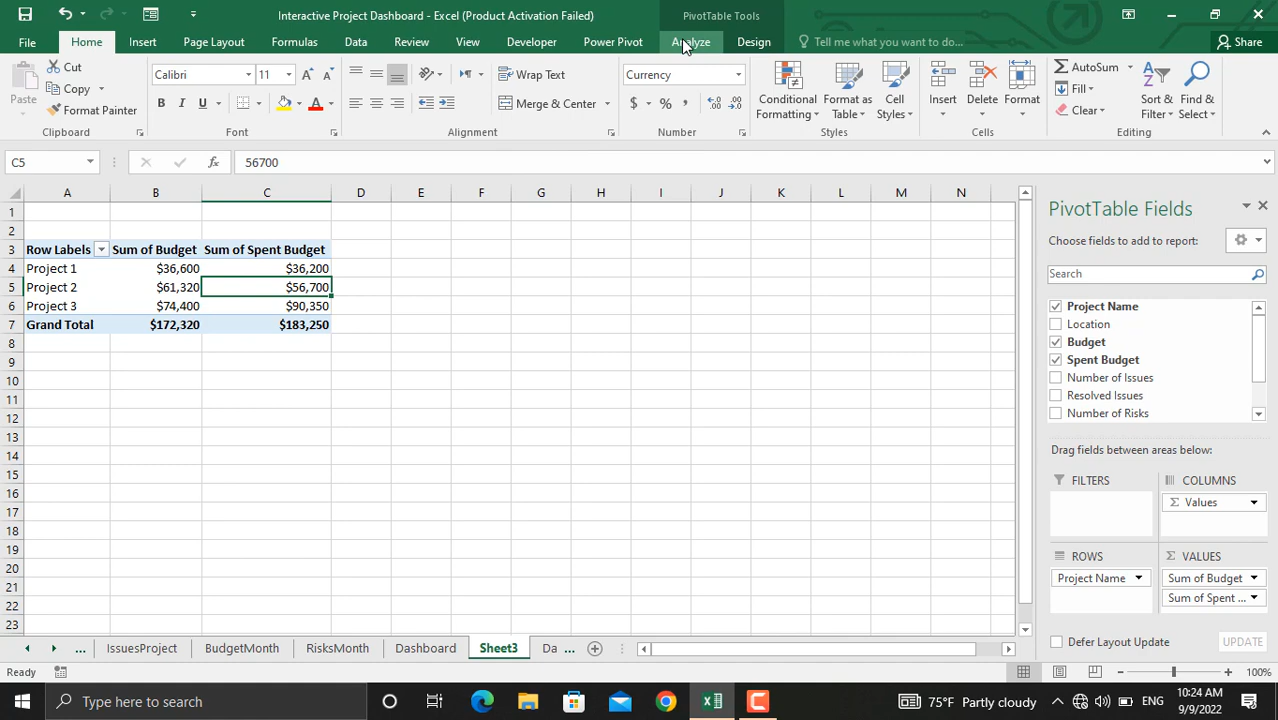 Interactive Project Dashboard - Excel (Product Activation Failed)
PivotTable Tools
File Home Insert Page Layout Formulas Data Review View Developer Power Pivot Analyze Design Tell me what you want to do... Share
Cut
Copy
Format Painter
Paste
Clipboard
Calibri 11
B I U
Font
Wrap Text
Merge & Center
Alignment
Currency
$ % ,
Number
Conditional Formatting
Format as Table
Cell Styles
Styles
Insert
Delete
Format
Cells
AutoSum
Fill
Clear
Sort & Filter
Find & Select
Editing
C5 fx 56700
A B C D E F G H I J K L M N
1
2
3 Row Labels Sum of Budget Sum of Spent Budget
4 Project 1 $36,600 $36,200
5 Project 2 $61,320 $56,700
6 Project 3 $74,400 $90,350
7 Grand Total $172,320 $183,250
8
9
10
11
12
13
14
15
16
17
18
19
20
21
22
23
PivotTable Fields
Choose fields to add to report:
Search
Project Name
Location
Budget
Spent Budget
Number of Issues
Resolved Issues
Number of Risks
Drag fields between areas below:
FILTERS
COLUMNS
Σ Values
ROWS
Project Name
Σ VALUES
Sum of Budget
Sum of Spent ...
Defer Layout Update UPDATE
... IssuesProject BudgetMonth RisksMonth Dashboard Sheet3 Da ...
Ready
100%
Type here to search
75°F Partly cloudy
ENG
10:24 AM
9/9/2022